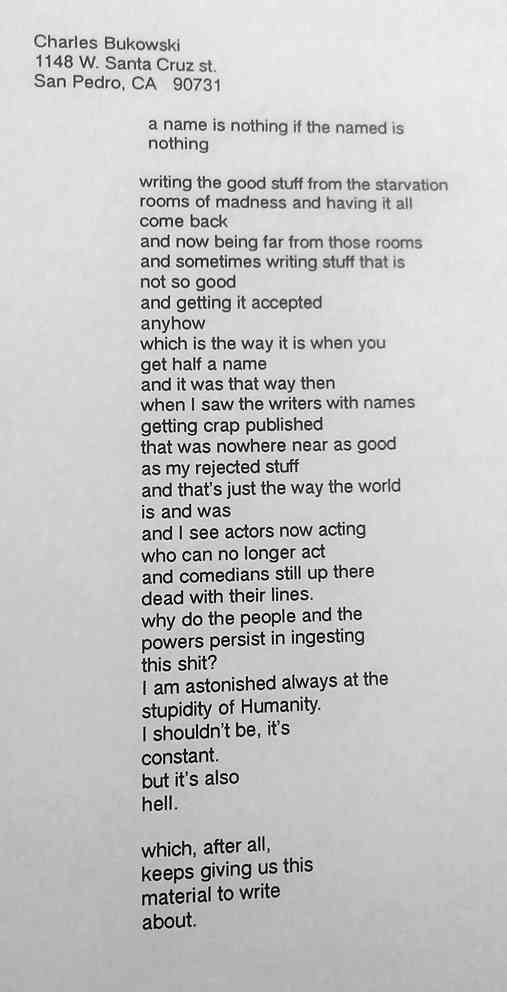 Charles Bukowski
1148 W. Santa Cruz st.
San Pedro, CA 90731
a name is nothing if the named is
nothing
writing the good stuff from the starvation
rooms of madness and having it all
come back
and now being far from those rooms
and sometimes writing stuff that is
not so good
and getting it accepted
anyhow
which is the way it is when you
get half a name
and it was that way then
when I saw the writers with names
getting crap published
that was nowhere near as good
as my rejected stuff
and that's just the way the world
is and was
and I see actors now acting
who can no longer act
and comedians still up there
dead with their lines.
why do the people and the
powers persist in ingesting
this shit?
I am astonished always at the
stupidity of Humanity.
I shouldn't be, it's
constant.
but it's also
hell.
which, after all,
keeps giving us this
material to write
about.